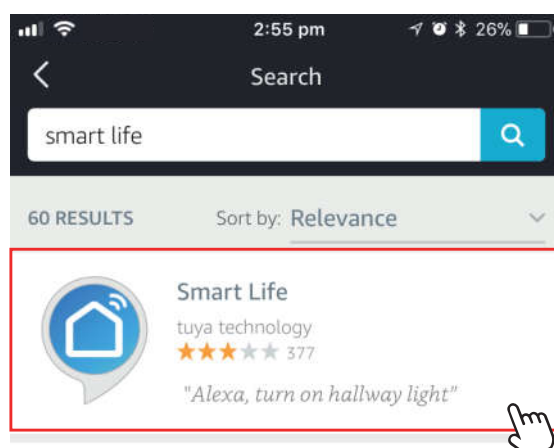 2:55 pm 26%
Search
smart life
60 RESULTS Sort by: Relevance
Smart Life
tuya technology
377
"Alexa, turn on hallway light"